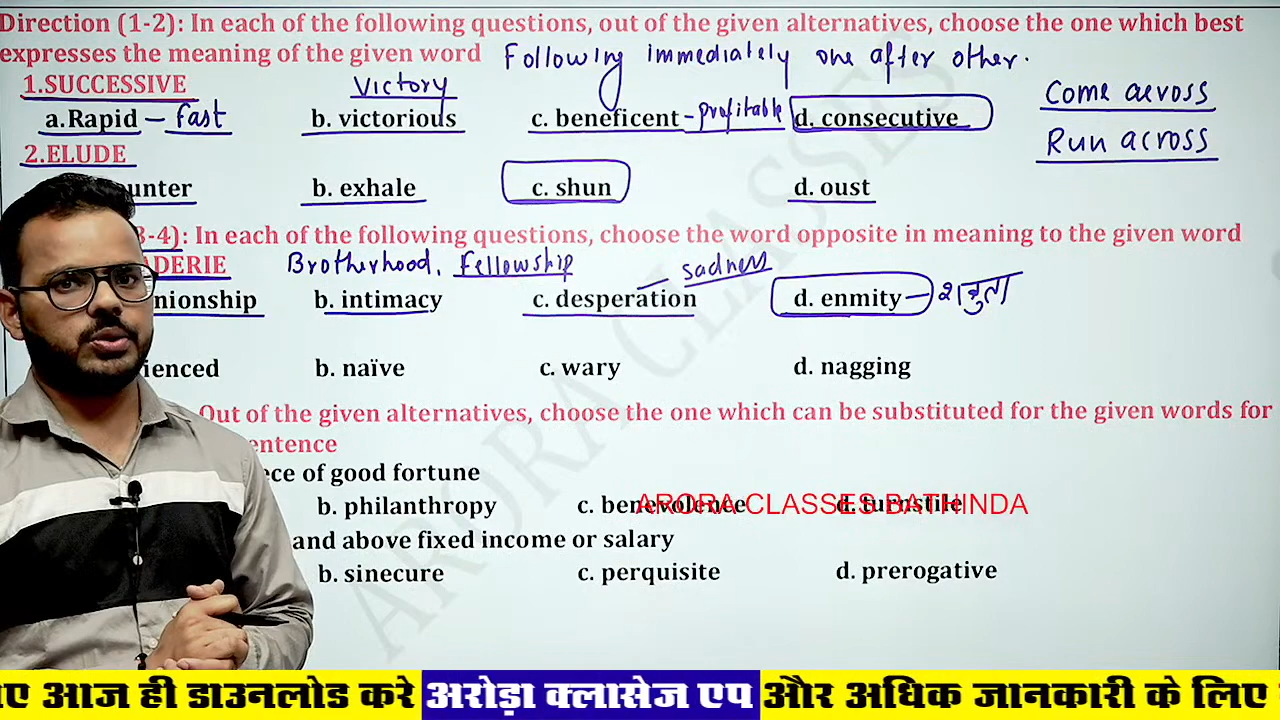 Direction (1-2): In each of the following questions, out of the given alternatives, choose the one which best
expresses the meaning of the given word Following immediately one after other.
1.SUCCESSIVE Victory Come across
a.Rapid – fast b. victorious c. beneficent - profitable d. consecutive
Run across
2.ELUDE
unter b. exhale c. shun d. oust
3-4): In each of the following questions, choose the word opposite in meaning to the given word
ADERIE Brotherhood, Fellowship – sadness
nionship b. intimacy c. desperation d. enmity – शत्रुता
ienced b. naïve c. wary d. nagging
Out of the given alternatives, choose the one which can be substituted for the given words for
entence
ece of good fortune
b. philanthropy c. benevolence d. turnstile
ARORA CLASSES BATHINDA
and above fixed income or salary
b. sinecure c. perquisite d. prerogative
ARORA CLASSES
ए आज ही डाउनलोड करे अरोड़ा क्लासेज एप और अधिक जानकारी के लिए